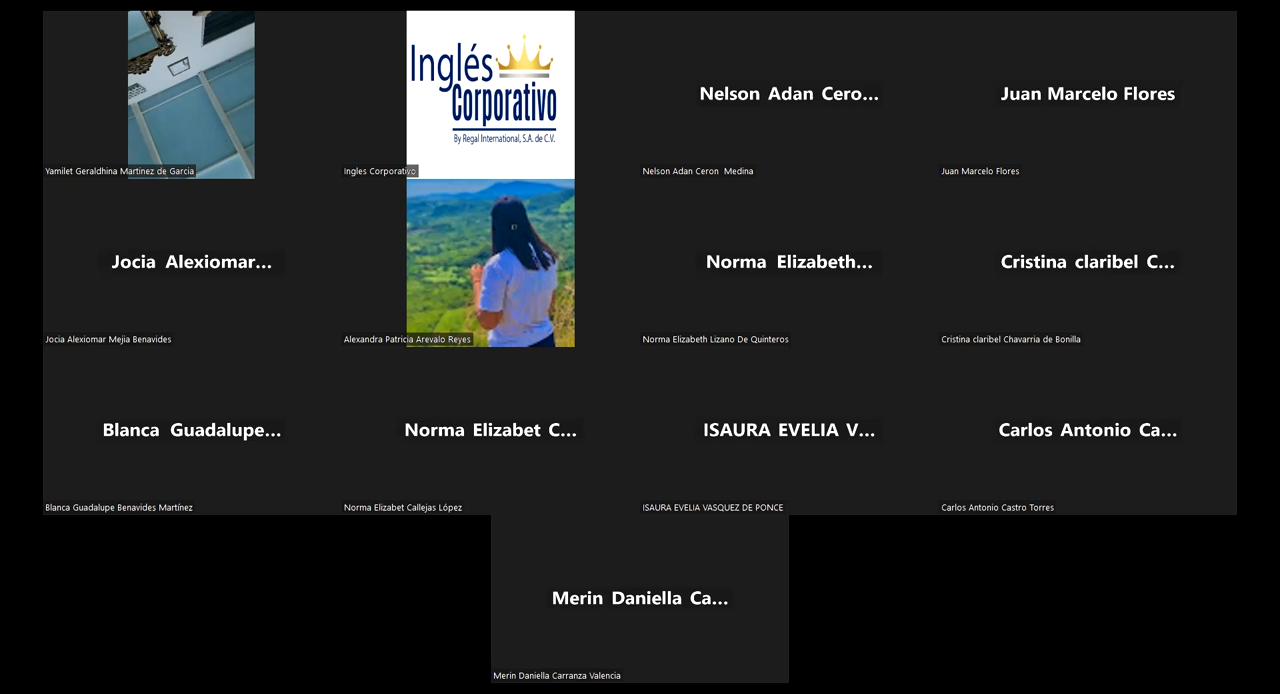 Yamilet Geraldhina Martinez de Garcia
Inglés
Corporativo
By Regal International, S.A. de C.V.
Ingles Corporativo
Nelson Adan Cero...
Nelson Adan Ceron Medina
Juan Marcelo Flores
Juan Marcelo Flores
Jocia Alexiomar...
Jocia Alexiomar Mejia Benavides
Alexandra Patricia Arevalo Reyes
Norma Elizabeth...
Norma Elizabeth Lizano De Quinteros
Cristina claribel C...
Cristina claribel Chavarria de Bonilla
Blanca Guadalupe...
Blanca Guadalupe Benavides Martínez
Norma Elizabet C...
Norma Elizabet Callejas López
ISAURA EVELIA V...
ISAURA EVELIA VASQUEZ DE PONCE
Carlos Antonio Ca...
Carlos Antonio Castro Torres
Merin Daniella Ca...
Merin Daniella Carranza Valencia